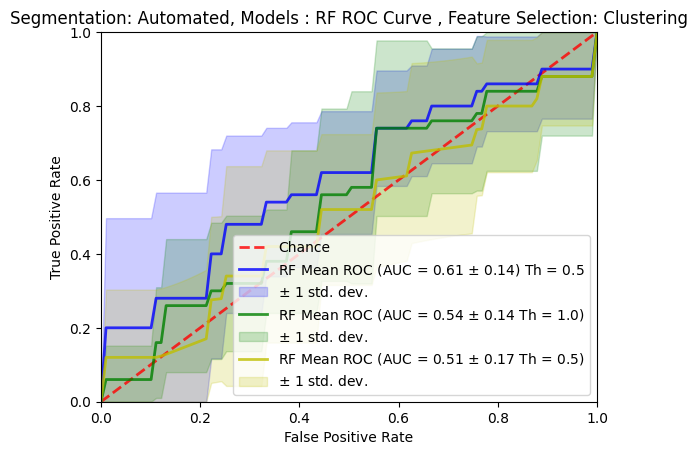 Segmentation: Automated, Models : RF ROC Curve , Feature Selection: Clustering
1.0
0.8
0.6
0.4
0.2
0.0
True Positive Rate
Chance
RF Mean ROC (AUC = 0.61 ± 0.14) Th = 0.5
± 1 std. dev.
RF Mean ROC (AUC = 0.54 ± 0.14 Th = 1.0)
± 1 std. dev.
RF Mean ROC (AUC = 0.51 ± 0.17 Th = 0.5)
± 1 std. dev.
0.0 0.2 0.4 0.6 0.8 1.0
False Positive Rate